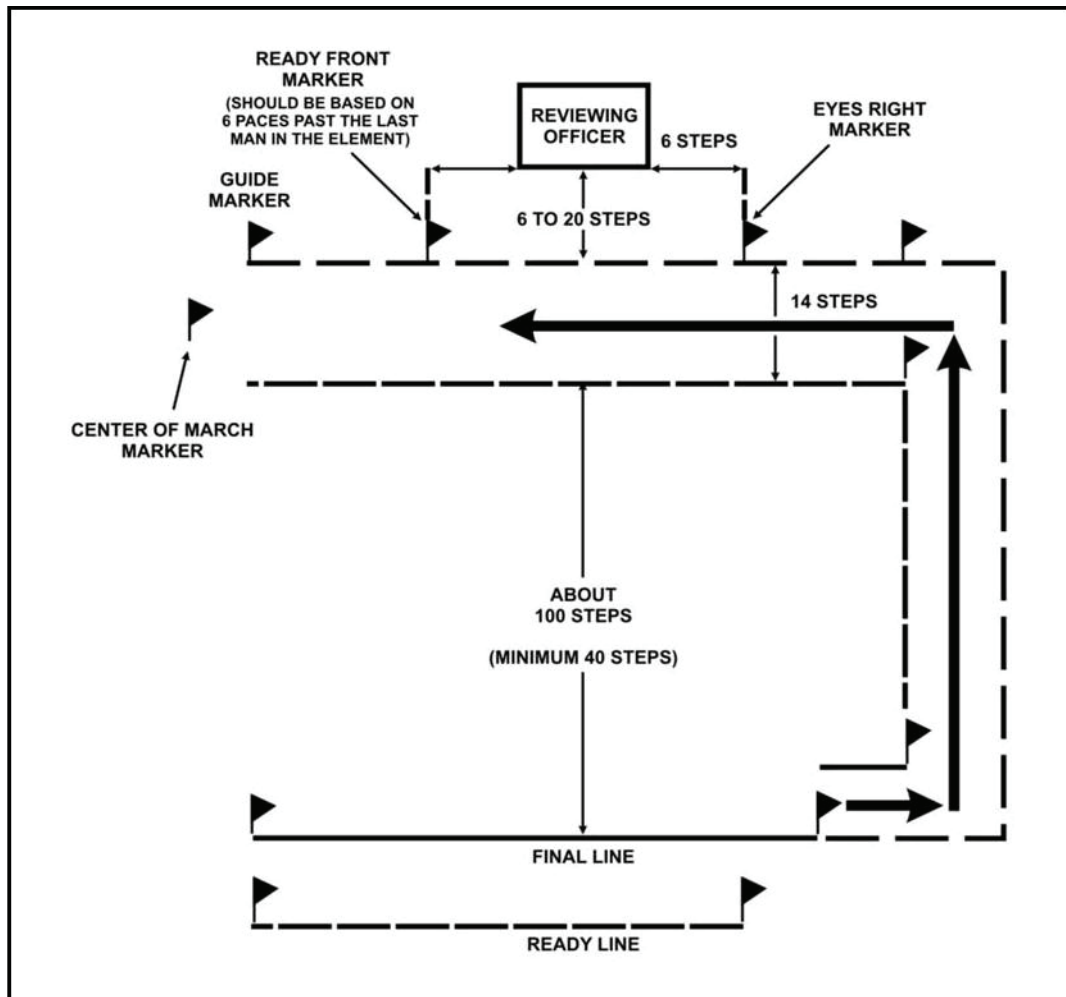 READY FRONT
MARKER
(SHOULD BE BASED ON
6 PACES PAST THE LAST
MAN IN THE ELEMENT)
REVIEWING
OFFICER
6 STEPS
EYES RIGHT
MARKER
GUIDE
MARKER
6 TO 20 STEPS
14 STEPS
CENTER OF MARCH
MARKER
ABOUT
100 STEPS
(MINIMUM 40 STEPS)
FINAL LINE
READY LINE